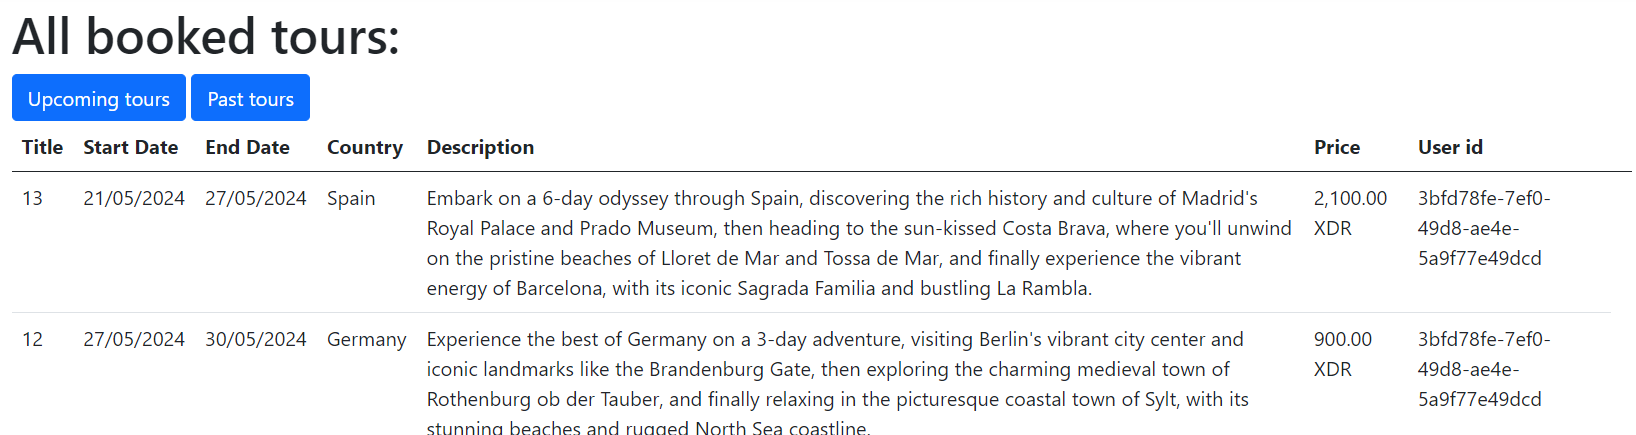 All booked tours:
Upcoming tours Past tours
Title Start Date End Date Country Description Price User id
13 21/05/2024 27/05/2024 Spain Embark on a 6-day odyssey through Spain, discovering the rich history and culture of Madrid's 2,100.00 3bfd78fe-7ef0-
Royal Palace and Prado Museum, then heading to the sun-kissed Costa Brava, where you'll unwind XDR 49d8-ae4e-
on the pristine beaches of Lloret de Mar and Tossa de Mar, and finally experience the vibrant 5a9f77e49dcd
energy of Barcelona, with its iconic Sagrada Familia and bustling La Rambla.
12 27/05/2024 30/05/2024 Germany Experience the best of Germany on a 3-day adventure, visiting Berlin's vibrant city center and 900.00 3bfd78fe-7ef0-
iconic landmarks like the Brandenburg Gate, then exploring the charming medieval town of XDR 49d8-ae4e-
Rothenburg ob der Tauber, and finally relaxing in the picturesque coastal town of Sylt, with its 5a9f77e49dcd
stunning beaches and rugged North Sea coastline.